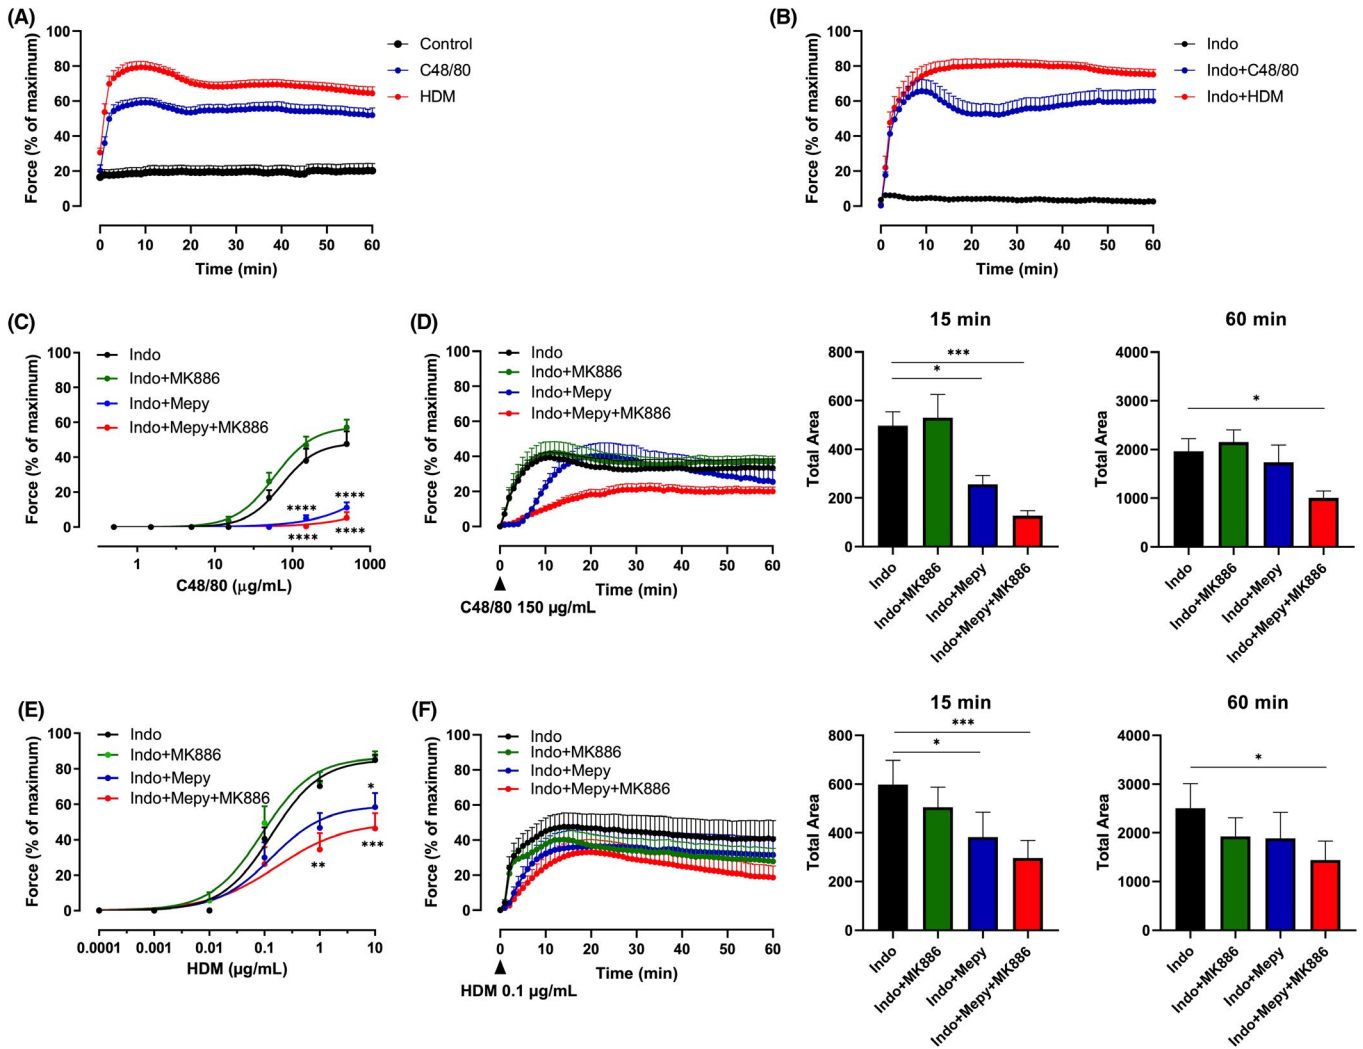 (A)
Force (% of maximum)
100
80
60
40
20
0
0 10 20 30 40 50 60
Time (min)
Control
C48/80
HDM
(B)
Force (% of maximum)
100
80
60
40
20
0
0 10 20 30 40 50 60
Time (min)
Indo
Indo+C48/80
Indo+HDM
(C)
Force (% of maximum)
100
80
60
40
20
0
Indo
Indo+MK886
Indo+Mepy
Indo+Mepy+MK886
****
****
****
****
1 10 100 1000
C48/80 (µg/mL)
(D)
Force (% of maximum)
100
80
60
40
20
0
Indo
Indo+MK886
Indo+Mepy
Indo+Mepy+MK886
0 10 20 30 40 50 60
Time (min)
C48/80 150 µg/mL
15 min
Total Area
800
600
400
200
0
***
*
Indo
Indo+MK886
Indo+Mepy
Indo+Mepy+MK886
60 min
Total Area
4000
3000
2000
1000
0
*
Indo
Indo+MK886
Indo+Mepy
Indo+Mepy+MK886
(E)
Force (% of maximum)
100
80
60
40
20
0
Indo
Indo+MK886
Indo+Mepy
Indo+Mepy+MK886
*
***
**
0.0001 0.001 0.01 0.1 1 10
HDM (µg/mL)
(F)
Force (% of maximum)
100
80
60
40
20
0
Indo
Indo+MK886
Indo+Mepy
Indo+Mepy+MK886
0 10 20 30 40 50 60
Time (min)
HDM 0.1 µg/mL
15 min
Total Area
800
600
400
200
0
***
*
Indo
Indo+MK886
Indo+Mepy
Indo+Mepy+MK886
60 min
Total Area
4000
3000
2000
1000
0
*
Indo
Indo+MK886
Indo+Mepy
Indo+Mepy+MK886